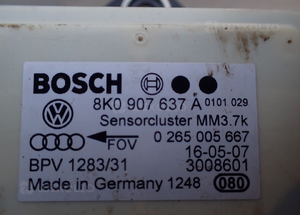 BOSCH
8K0 907 637 A 0101 029
Sensorcluster MM3.7k
FOV 0 265 005 667
16-05-07
BPV 1283/31 3008601
Made in Germany 1248 080